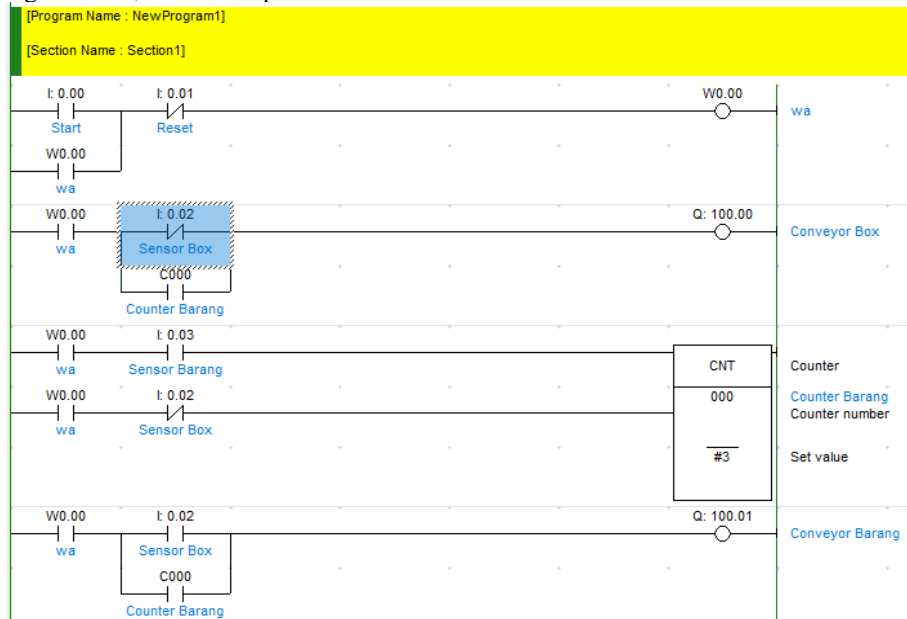 [Program Name : NewProgram1]
[Section Name : Section1]
I: 0.00 I: 0.01 W0.00
wa
Start Reset
W0.00
wa
W0.00 I: 0.02 Q: 100.00
Conveyor Box
wa Sensor Box
C000
Counter Barang
W0.00 I: 0.03
wa Sensor Barang CNT Counter
W0.00 I: 0.02 000 Counter Barang
Counter number
wa Sensor Box
#3 Set value
W0.00 I: 0.02 Q: 100.01
Conveyor Barang
wa Sensor Box
C000
Counter Barang